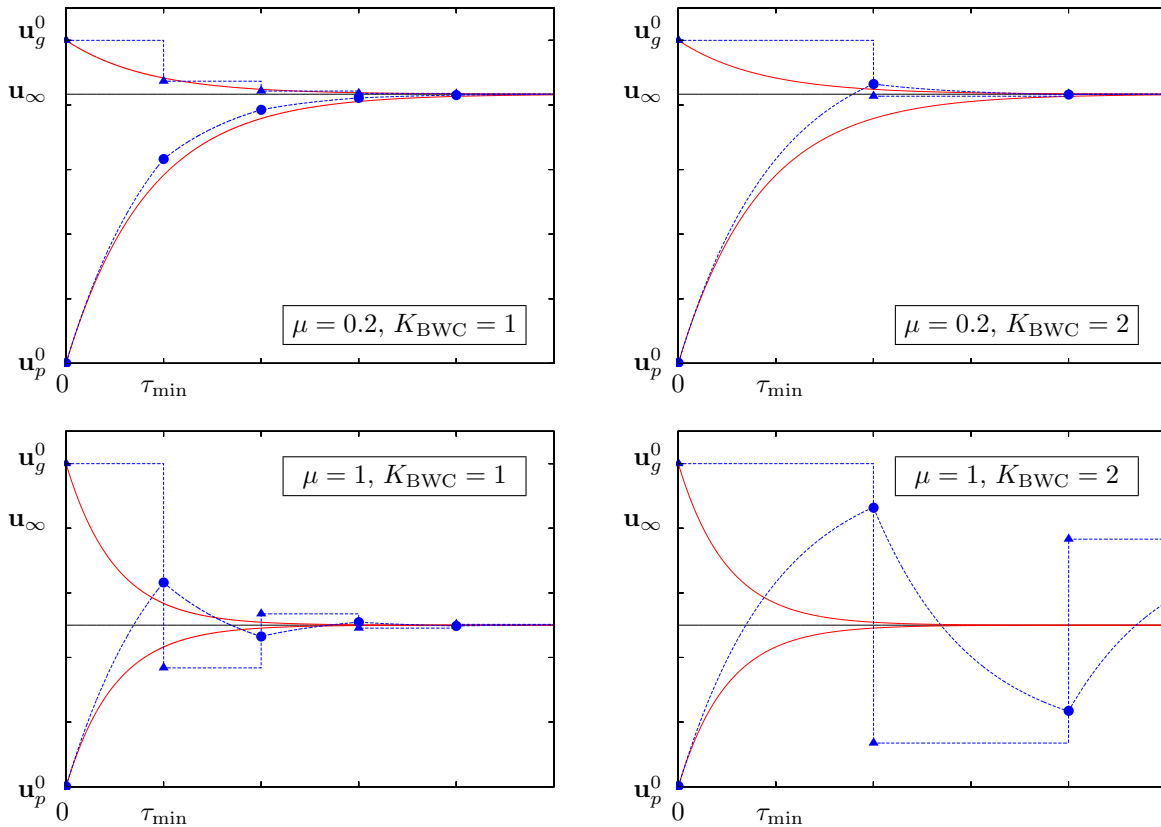 u_g^0
u_∞
μ = 0.2, K_BWC = 1
u_p^0
0 τ_min
u_g^0
u_∞
μ = 0.2, K_BWC = 2
u_p^0
0 τ_min
u_g^0
μ = 1, K_BWC = 1
u_∞
u_p^0
0 τ_min
u_g^0
μ = 1, K_BWC = 2
u_∞
u_p^0
0 τ_min